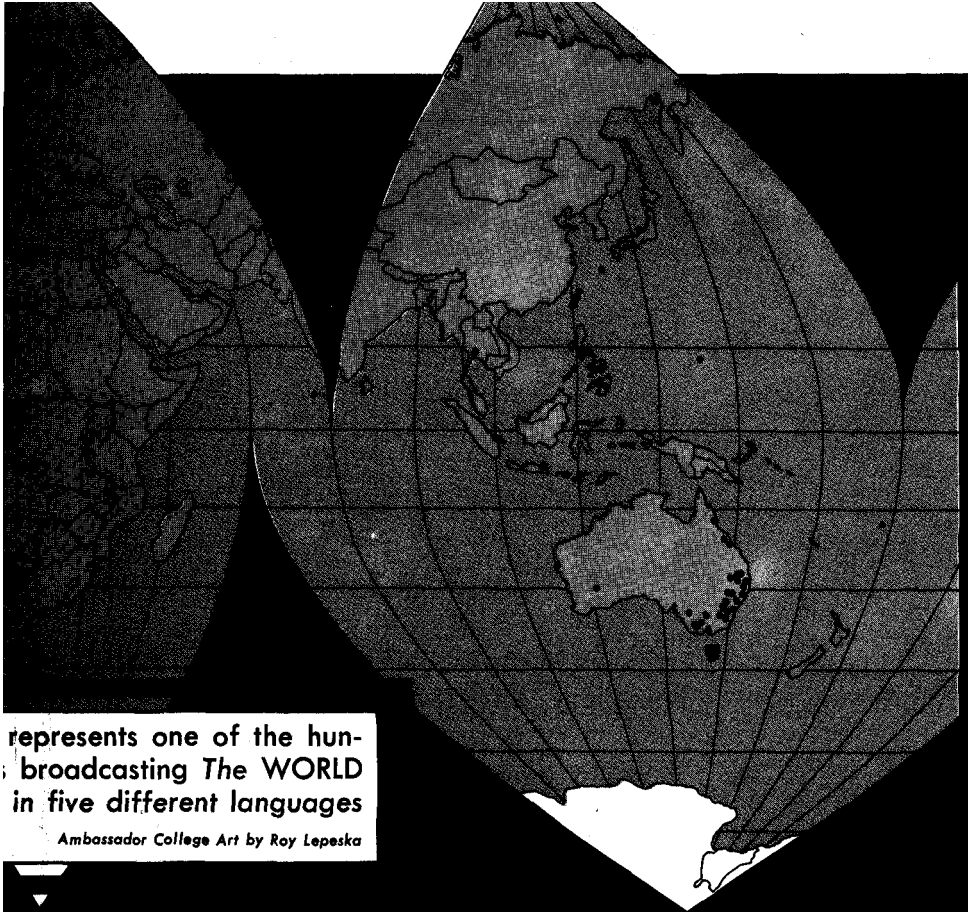 represents one of the hun-
broadcasting The WORLD
in five different languages
Ambassador College Art by Roy Lepeska